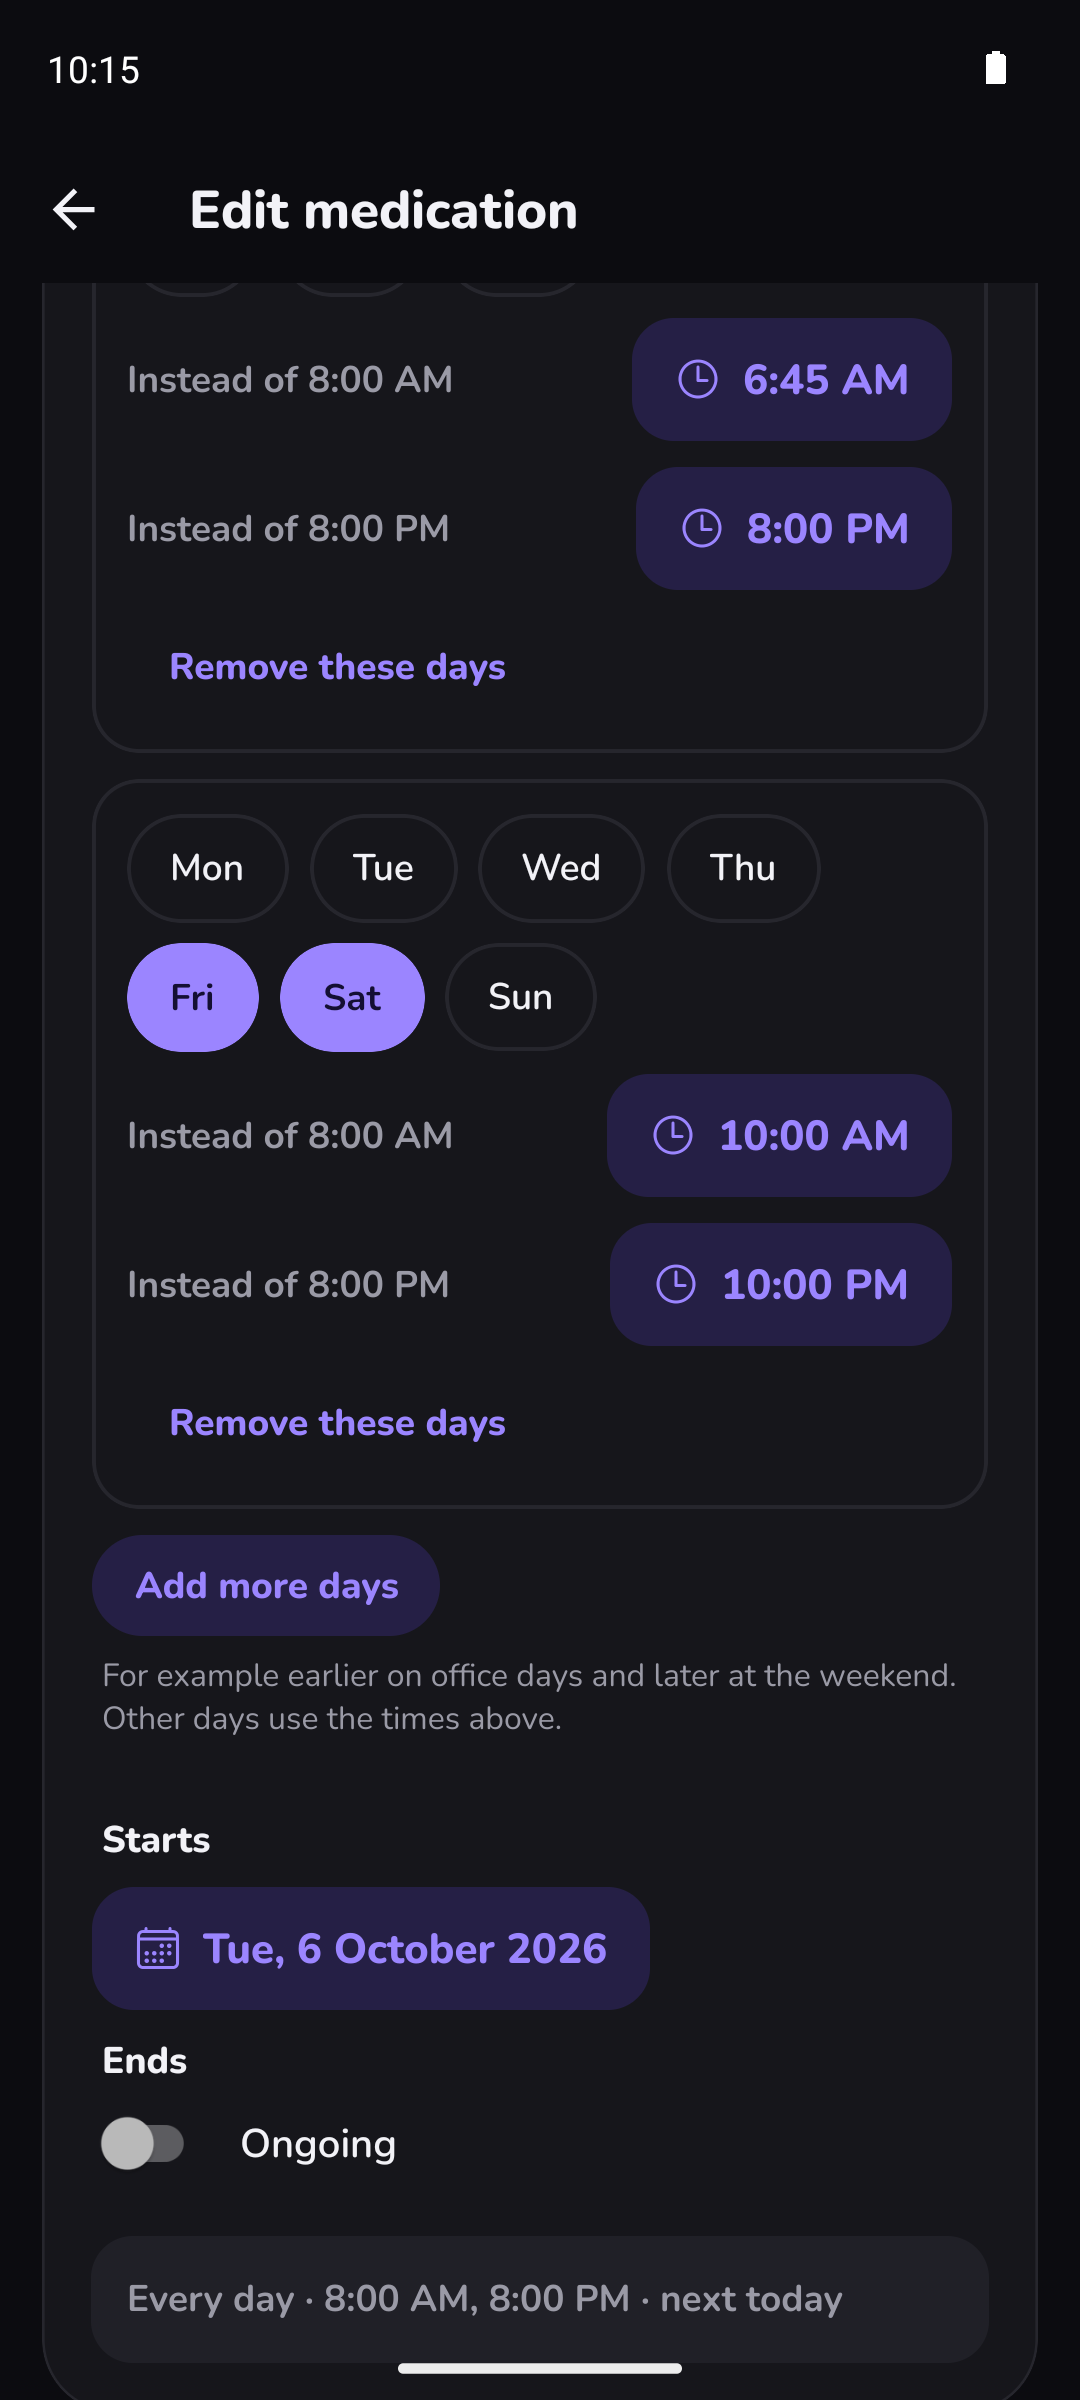 10:15
Edit medication
Instead of 8:00 AM
6:45 AM
Instead of 8:00 PM
8:00 PM
Remove these days
Mon Tue Wed Thu
Fri Sat Sun
Instead of 8:00 AM
10:00 AM
Instead of 8:00 PM
10:00 PM
Remove these days
Add more days
For example earlier on office days and later at the weekend.
Other days use the times above.
Starts
Tue, 6 October 2026
Ends
Ongoing
Every day · 8:00 AM, 8:00 PM · next today